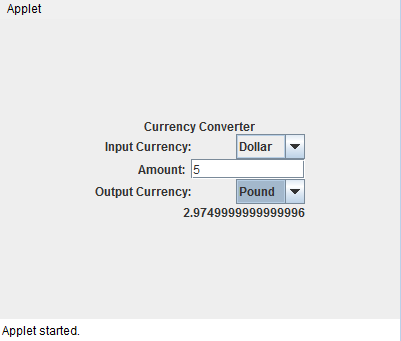 Applet
Currency Converter
Input Currency: Dollar
Amount: 5
Output Currency: Pound
2.9749999999999996
Applet started.